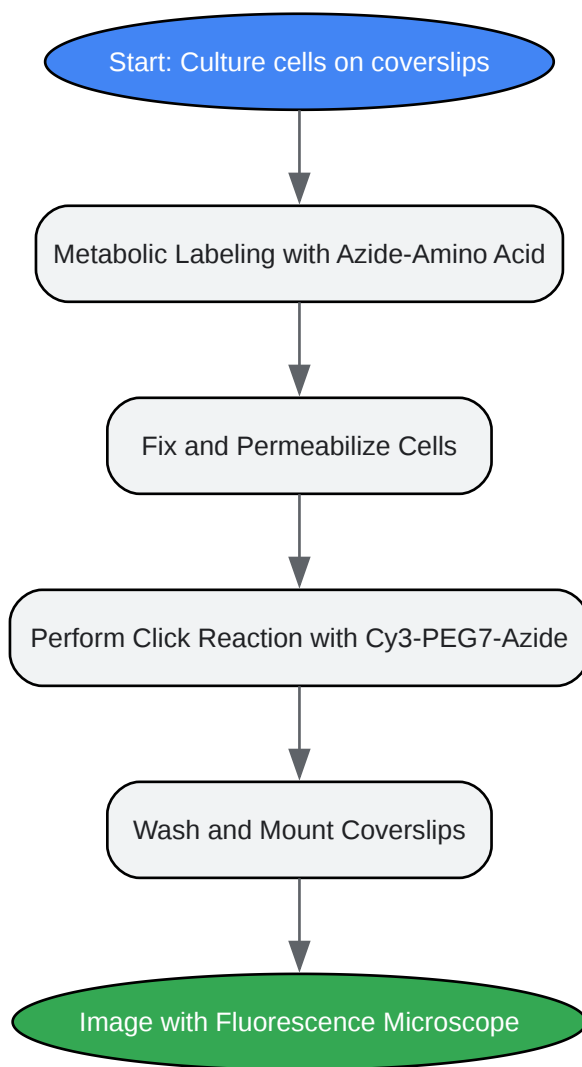 Start: Culture cells on coverslips
Metabolic Labeling with Azide-Amino Acid
Fix and Permeabilize Cells
Perform Click Reaction with Cy3-PEG7-Azide
Wash and Mount Coverslips
Image with Fluorescence Microscope